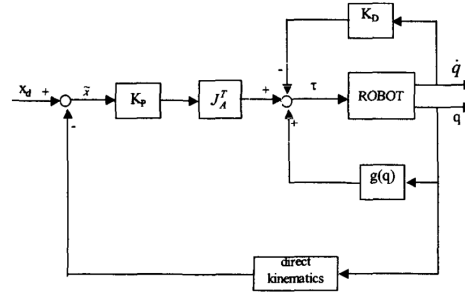 K_D
q̇
x_d + x̃ K_P J_A^T + τ ROBOT
-
+
-
q
g(q)
direct
kinematics